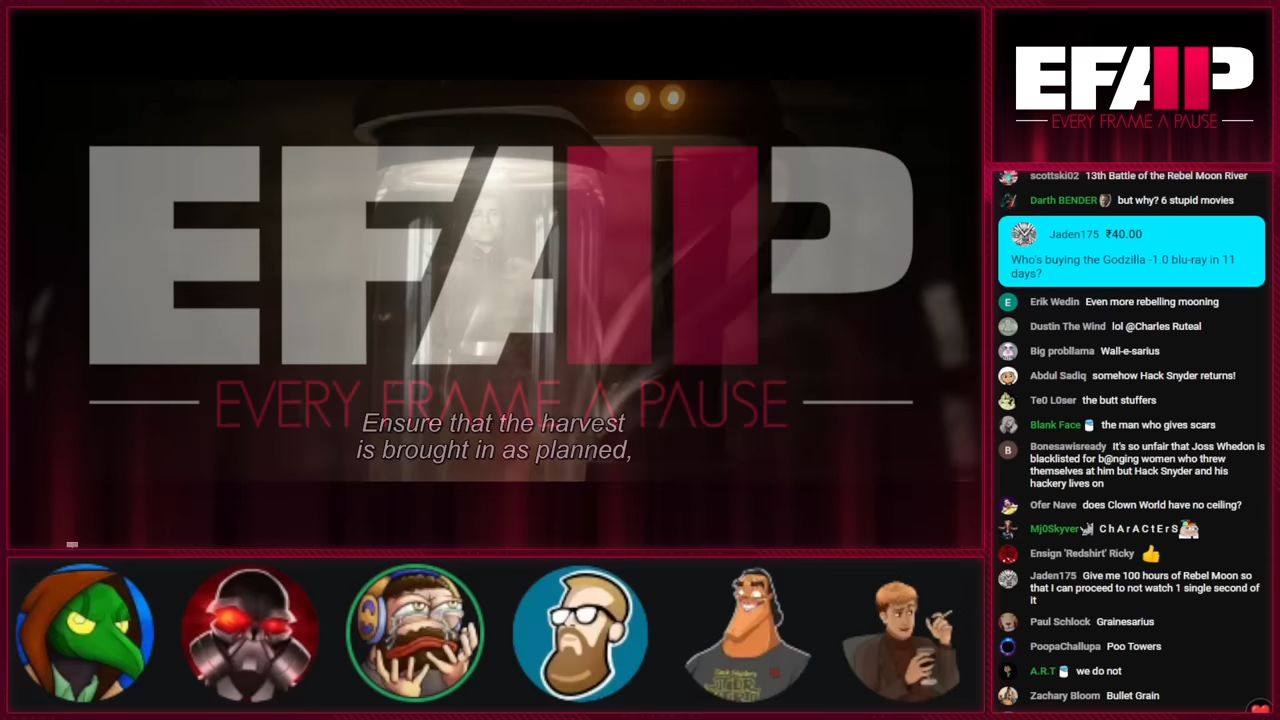 EFAP
EVERY FRAME A PAUSE
Ensure that the harvest
is brought in as planned,
EFAP
EVERY FRAME A PAUSE
scottski02 13th Battle of the Rebel Moon River
Darth BENDER but why? 6 stupid movies
Jaden175 ₹40.00
Who's buying the Godzilla -1.0 blu-ray in 11
days?
E Erik Wedin Even more rebelling mooning
Dustin The Wind lol @Charles Ruteal
Big probllama Wall-e-sarius
Abdul Sadiq somehow Hack Snyder returns!
Te0 L0ser the butt stuffers
Blank Face the man who gives scars
B Bonesawisready It's so unfair that Joss Whedon is
blacklisted for b@nging women who threw
themselves at him but Hack Snyder and his
hackery lives on
Ofer Nave does Clown World have no ceiling?
Mj0Skyver C h A r A C t E r S
Ensign 'Redshirt' Ricky
Jaden175 Give me 100 hours of Rebel Moon so
that I can proceed to not watch 1 single second of
it
Paul Schlock Grainesarius
PoopaChallupa Poo Towers
A.R.T we do not
Zachary Bloom Bullet Grain